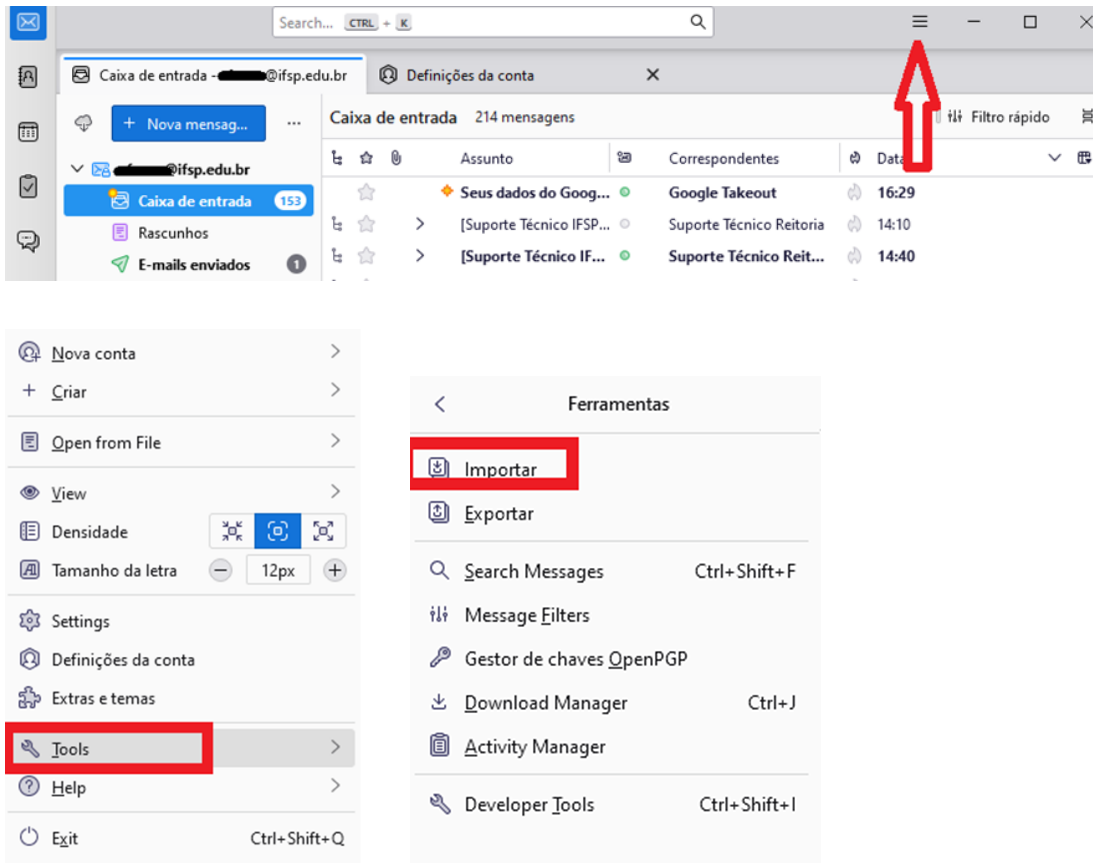 Search... CTRL + K
Caixa de entrada - @ifsp.edu.br
Definições da conta
+ Nova mensag... ...
Caixa de entrada 214 mensagens
Filtro rápido
@ifsp.edu.br
Assunto Correspondentes Data
Caixa de entrada 153
Seus dados do Goog... Google Takeout 16:29
Rascunhos
[Suporte Técnico IFSP... Suporte Técnico Reitoria 14:10
E-mails enviados 1
[Suporte Técnico IF... Suporte Técnico Reit... 14:40
Nova conta
Criar
Open from File
View
Densidade
Tamanho da letra 12px
Settings
Definições da conta
Extras e temas
Tools
Help
Exit Ctrl+Shift+Q
Ferramentas
Importar
Exportar
Search Messages Ctrl+Shift+F
Message Filters
Gestor de chaves OpenPGP
Download Manager Ctrl+J
Activity Manager
Developer Tools Ctrl+Shift+I